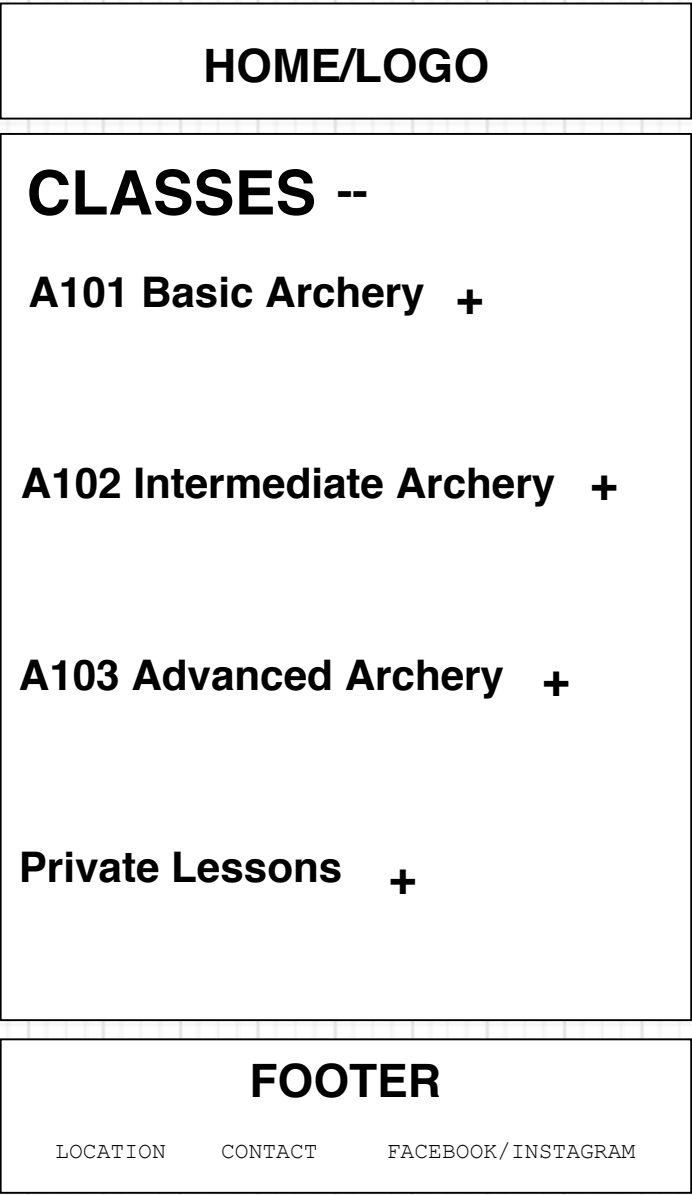 HOME/LOGO
CLASSES --
A101 Basic Archery +
A102 Intermediate Archery +
A103 Advanced Archery +
Private Lessons +
FOOTER
LOCATION CONTACT FACEBOOK/INSTAGRAM